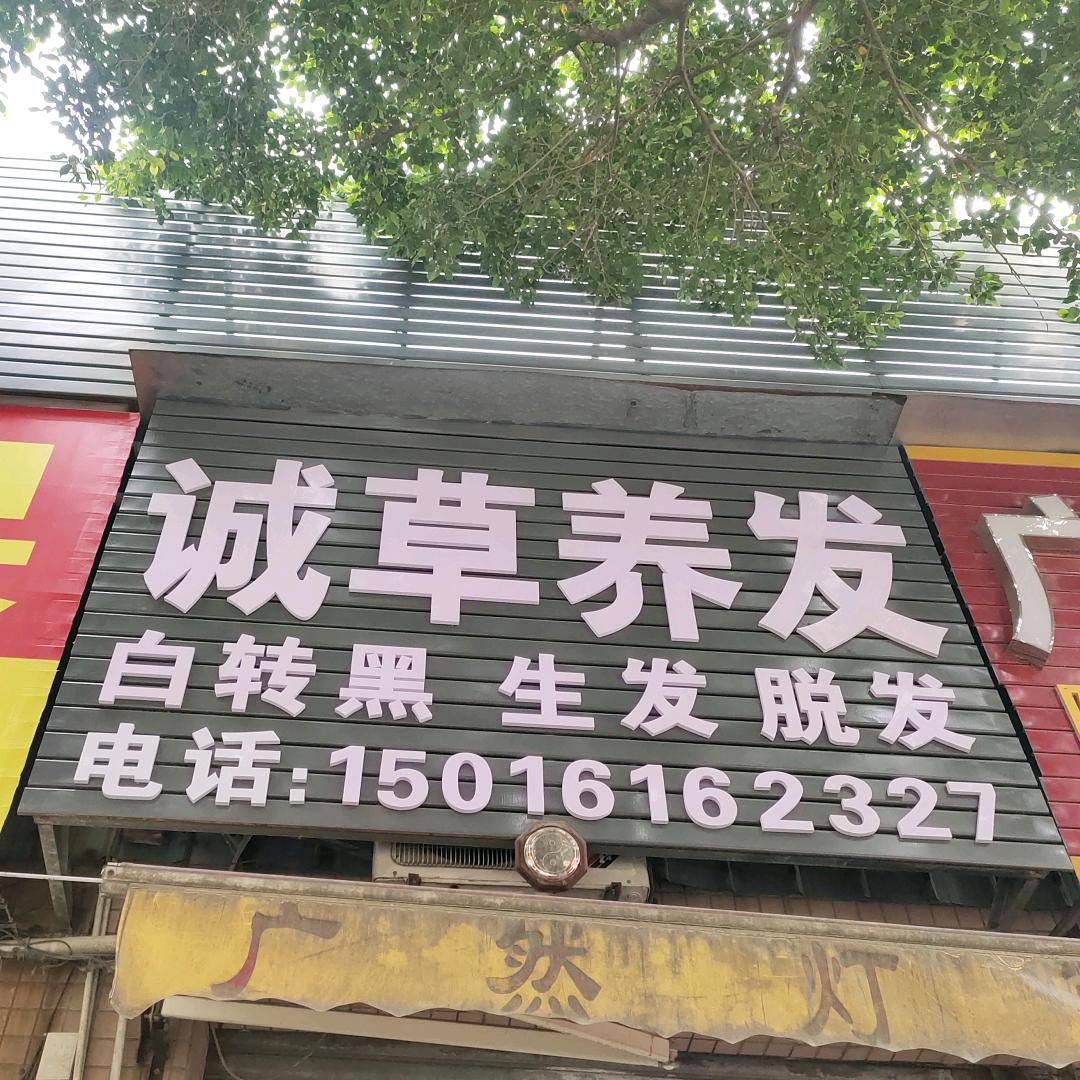 诚草养发
白转黑 生发 脱发
电话:15016162327
广
广然灯